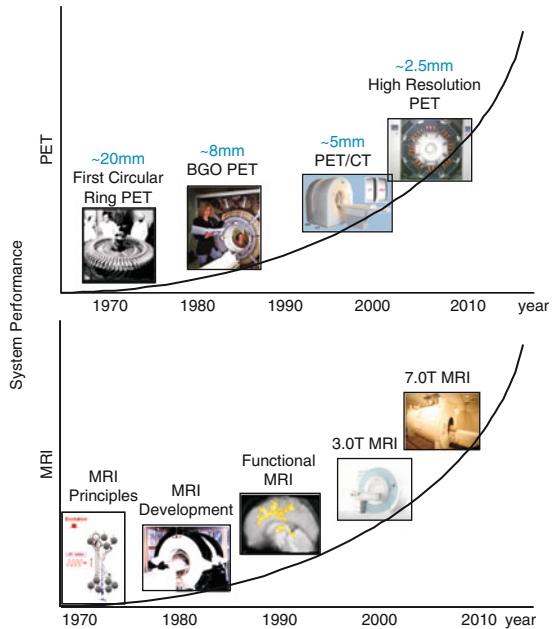 System Performance
PET
~20mm
First Circular
Ring PET
~8mm
BGO PET
~5mm
PET/CT
~2.5mm
High Resolution
PET
1970 1980 1990 2000 2010 year
MRI
MRI
Principles
MRI
Development
Functional
MRI
3.0T MRI
7.0T MRI
1970 1980 1990 2000 2010 year